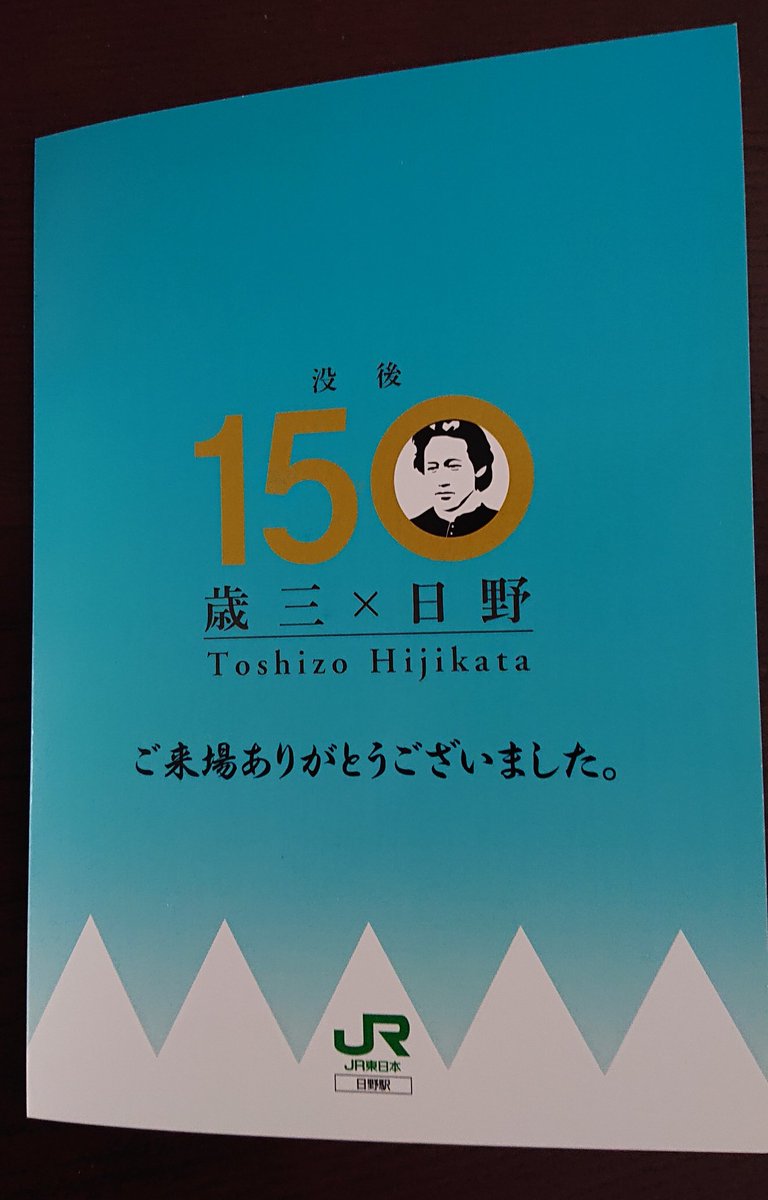 没後
150
歳三×日野
Toshizo Hijikata
ご来場ありがとうございました。
JR
JR東日本
日野駅